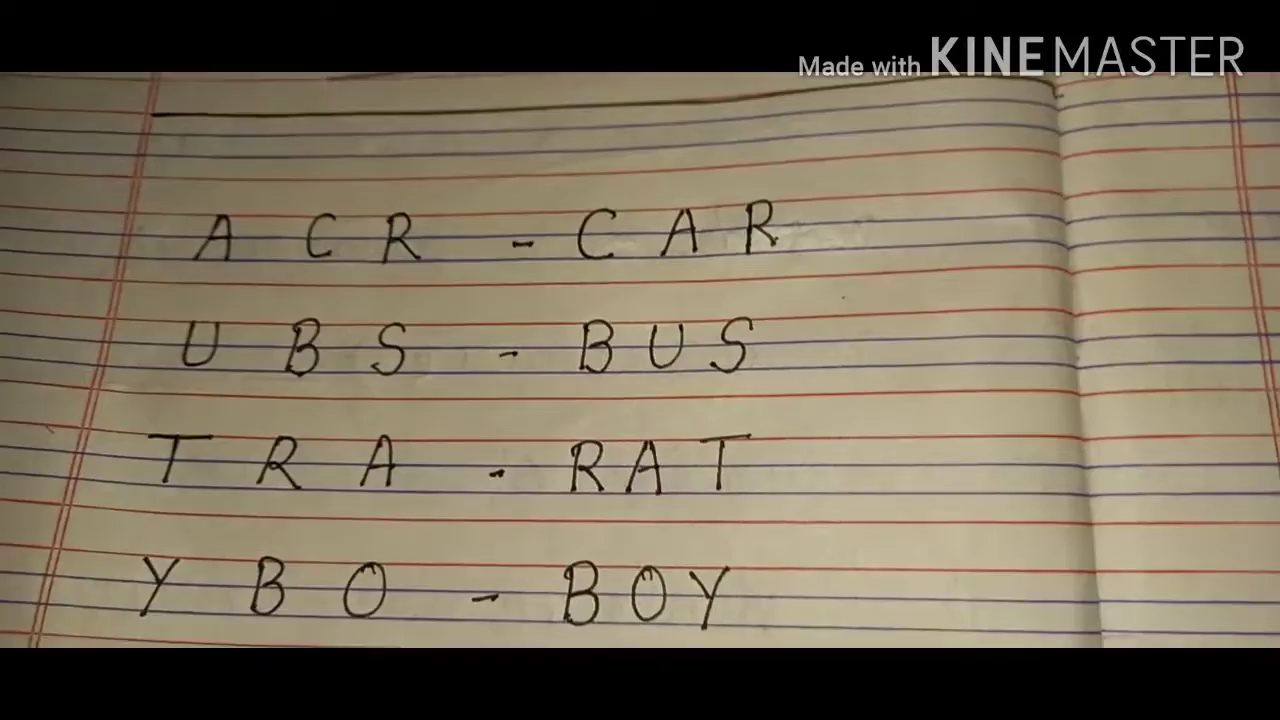 Made with KINEMASTER
A C R - C A R
U B S - B U S
T R A - R A T
Y B O - B O Y